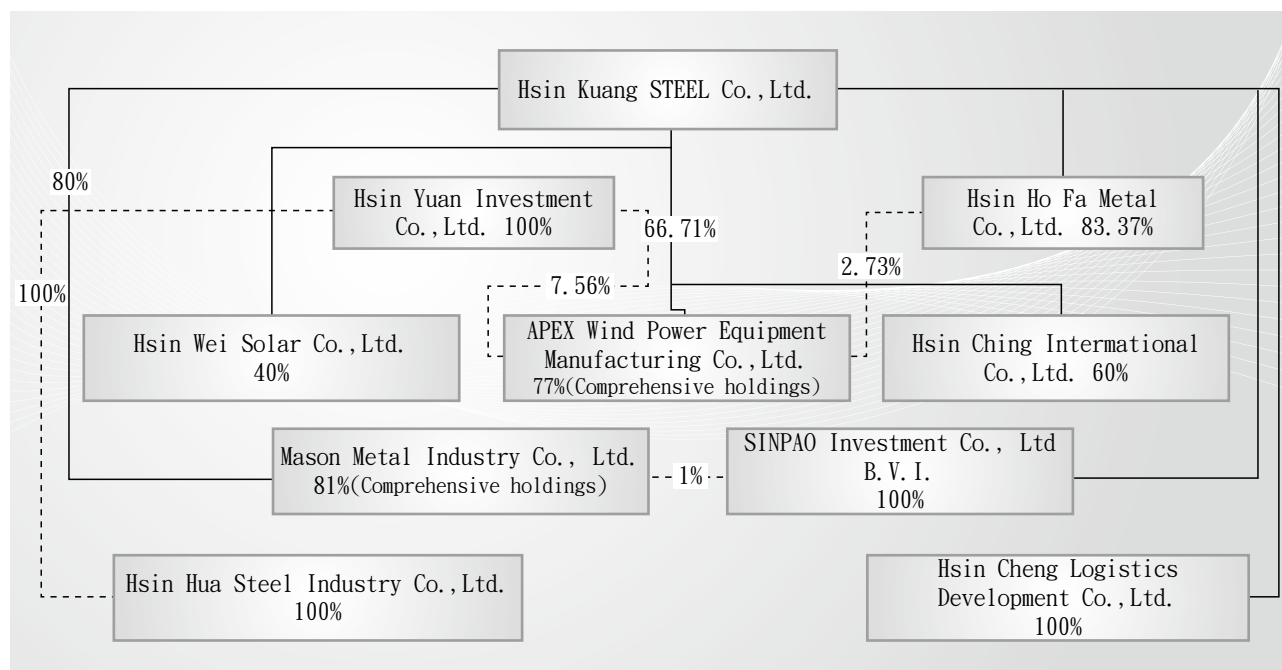 Hsin Kuang STEEL Co.,Ltd.
80%
Hsin Yuan Investment
Co.,Ltd. 100%
66.71%
Hsin Ho Fa Metal
Co.,Ltd. 83.37%
100%
7.56%
2.73%
Hsin Wei Solar Co.,Ltd.
40%
APEX Wind Power Equipment
Manufacturing Co.,Ltd.
77%(Comprehensive holdings)
Hsin Ching Intermational
Co.,Ltd. 60%
Mason Metal Industry Co., Ltd.
81%(Comprehensive holdings)
1%
SINPAO Investment Co., Ltd
B.V.I.
100%
Hsin Hua Steel Industry Co.,Ltd.
100%
Hsin Cheng Logistics
Development Co.,Ltd.
100%